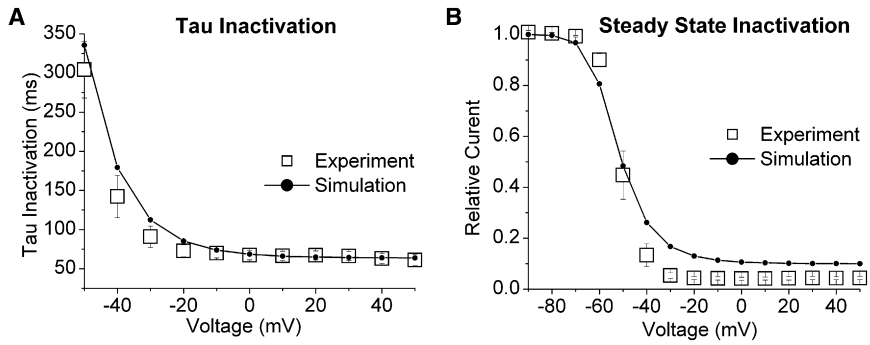 A
Tau Inactivation
350
300
250
200
150
100
50
Tau Inactivation (ms)
Experiment
Simulation
-40 -20 0 20 40
Voltage (mV)
B
Steady State Inactivation
1.0
0.8
0.6
0.4
0.2
0.0
Relative Curent
Experiment
Simulation
-80 -60 -40 -20 0 20 40
Voltage (mV)